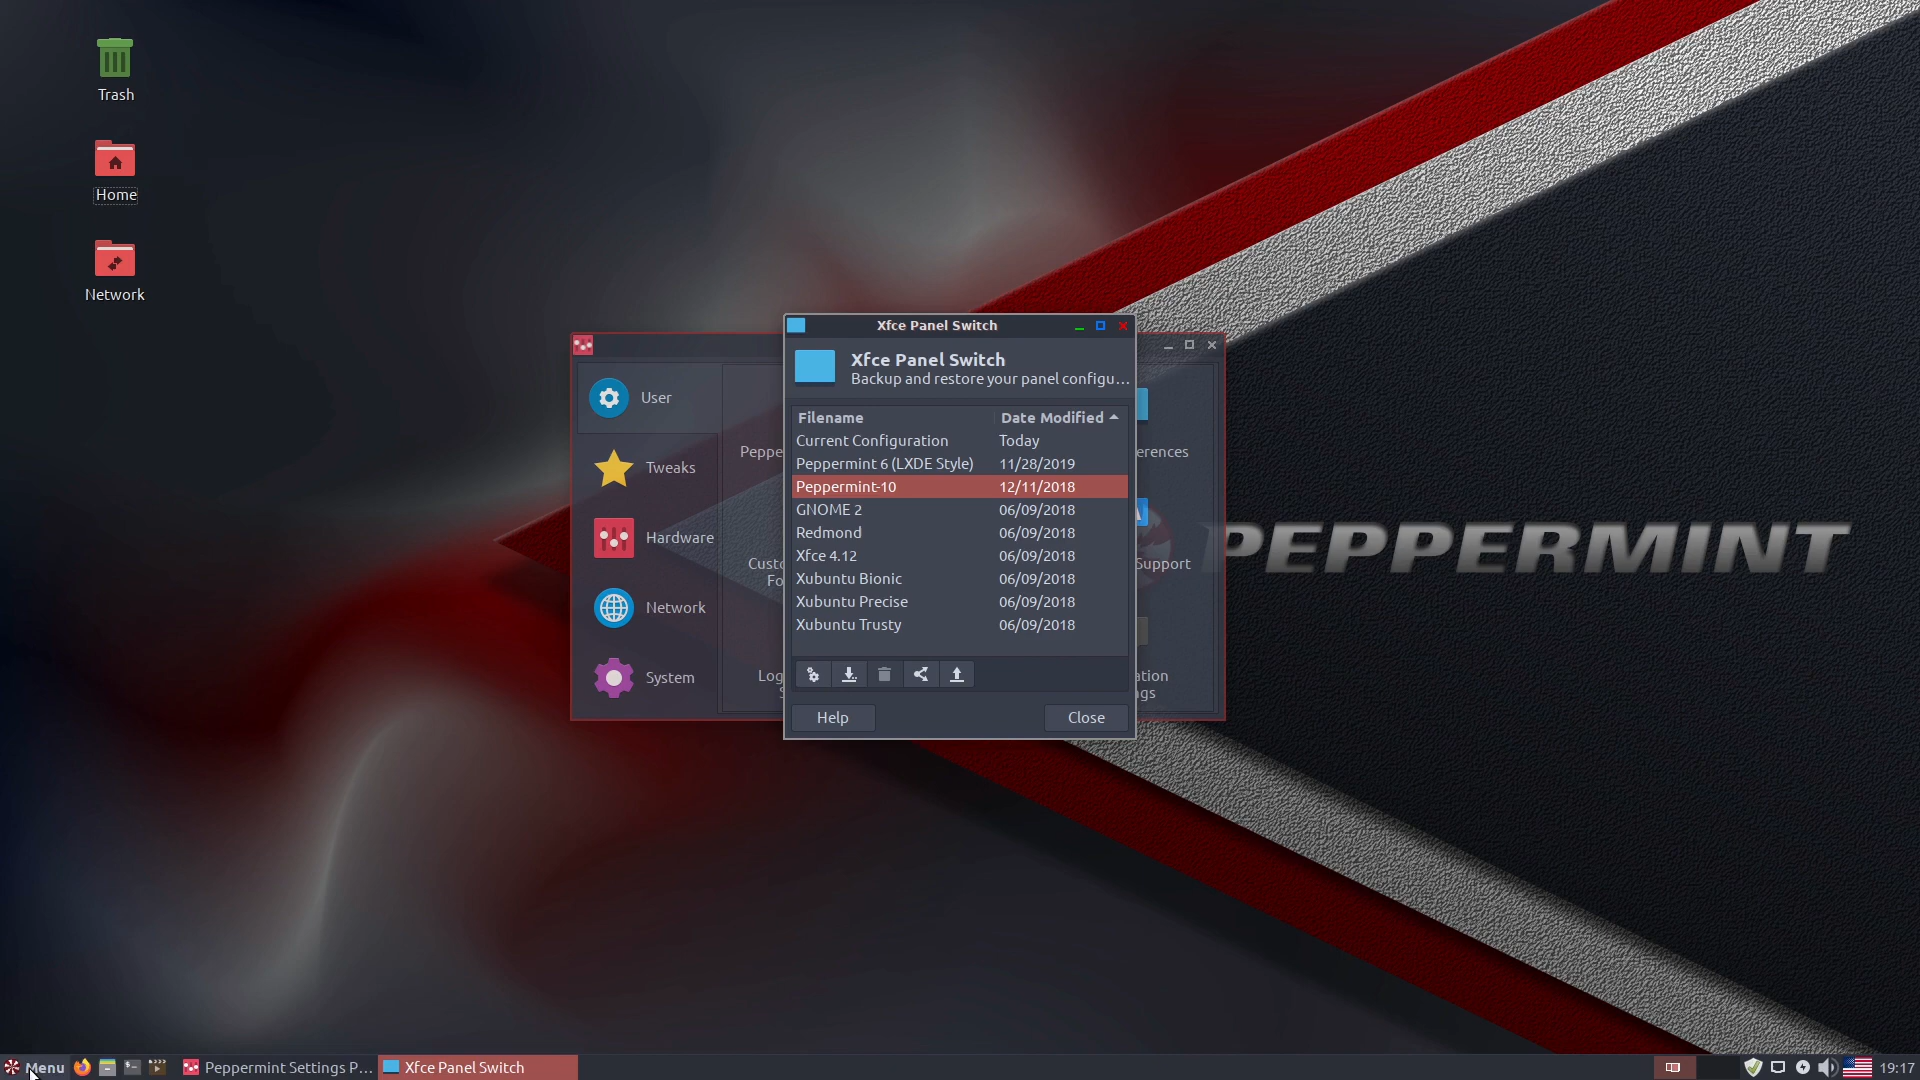 Trash
Home
Network
Xfce Panel Switch
Xfce Panel Switch
Backup and restore your panel configu...
Filename Date Modified
Current Configuration Today
Peppermint 6 (LXDE Style) 11/28/2019
Peppermint-10 12/11/2018
GNOME 2 06/09/2018
Redmond 06/09/2018
Xfce 4.12 06/09/2018
Xubuntu Bionic 06/09/2018
Xubuntu Precise 06/09/2018
Xubuntu Trusty 06/09/2018
Help Close
User
Tweaks
Hardware
Network
System
Peppe
Custo
Fo
Log
S
erences
Support
ation
ngs
PEPPERMINT
Menu Peppermint Settings P... Xfce Panel Switch 19:17